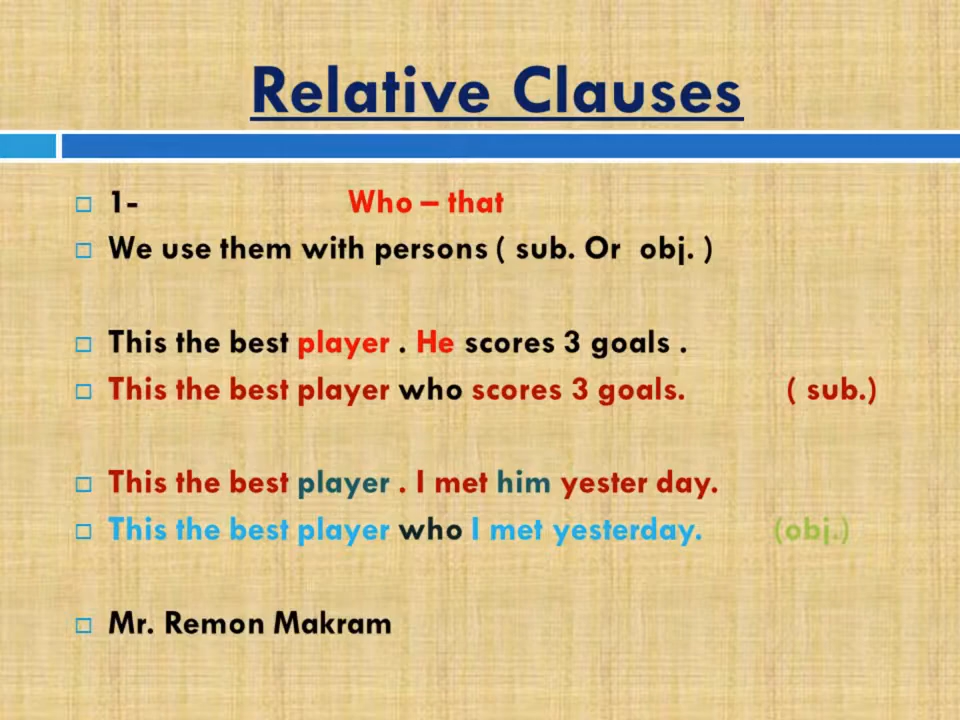 Relative Clauses
1- Who – that
We use them with persons ( sub. Or obj. )
This the best player . He scores 3 goals .
This the best player who scores 3 goals. ( sub.)
This the best player . I met him yester day.
This the best player who I met yesterday. (obj.)
Mr. Remon Makram